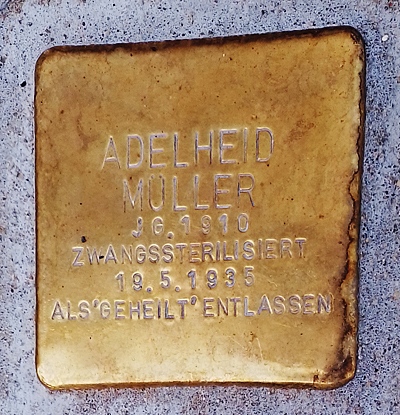 ADELHEID
MÜLLER
JG. 1910
ZWANGSSTERILISIERT
19.5.1935
ALS 'GEHEILT' ENTLASSEN